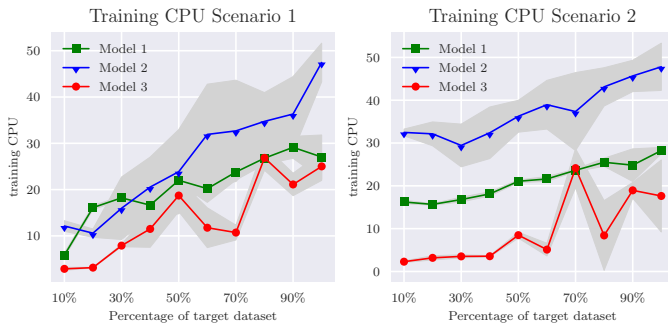 Training CPU Scenario 1
Model 1
Model 2
Model 3
training CPU
50
40
30
20
10
10%
30%
50%
70%
90%
Percentage of target dataset
Training CPU Scenario 2
Model 1
Model 2
Model 3
training CPU
50
40
30
20
10
0
10%
30%
50%
70%
90%
Percentage of target dataset